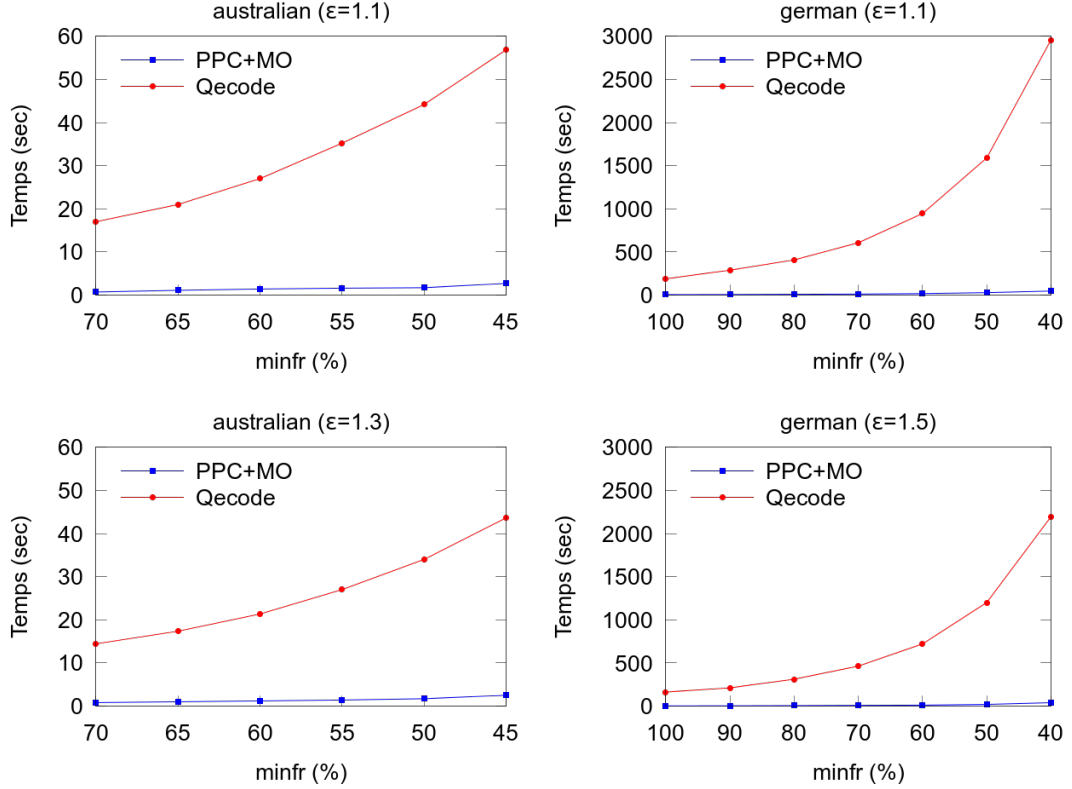 australian (ε=1.1)
60
50
40
30
20
10
0
Temps (sec)
PPC+MO
Qecode
70 65 60 55 50 45
minfr (%)
german (ε=1.1)
3000
2500
2000
1500
1000
500
0
Temps (sec)
PPC+MO
Qecode
100 90 80 70 60 50 40
minfr (%)
australian (ε=1.3)
60
50
40
30
20
10
0
Temps (sec)
PPC+MO
Qecode
70 65 60 55 50 45
minfr (%)
german (ε=1.5)
3000
2500
2000
1500
1000
500
0
Temps (sec)
PPC+MO
Qecode
100 90 80 70 60 50 40
minfr (%)